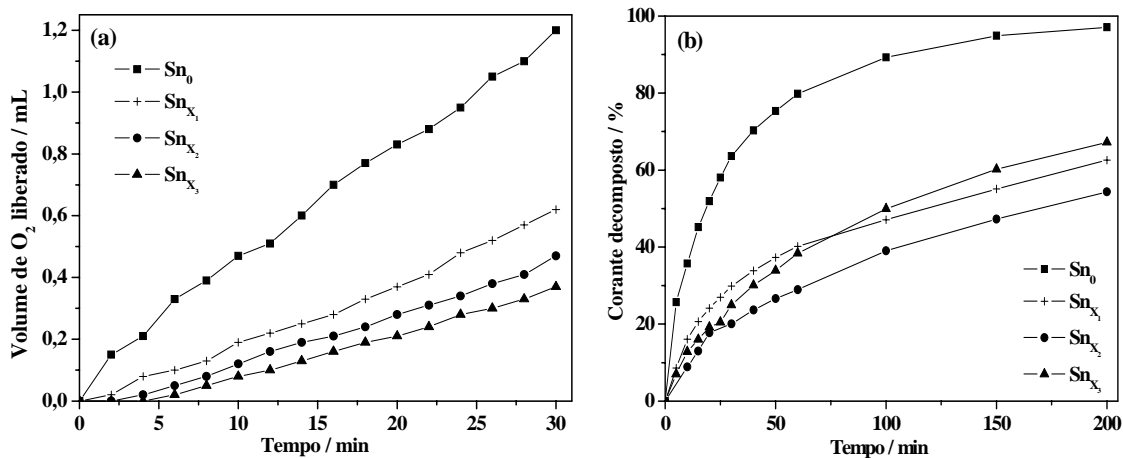 (a)
Sn0
SnX1
SnX2
SnX3
Volume de O2 liberado / mL
1,2
1,0
0,8
0,6
0,4
0,2
0,0
0 5 10 15 20 25 30
Tempo / min
(b)
Corante decomposto / %
100
80
60
40
20
0
Sn0
SnX1
SnX2
SnX3
0 50 100 150 200
Tempo / min